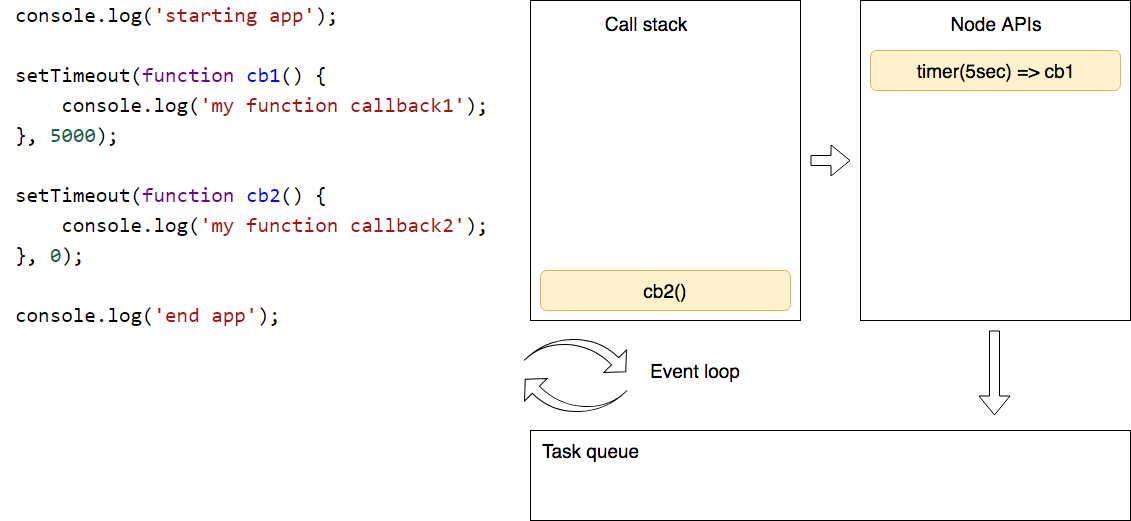 console.log('starting app');
setTimeout(function cb1() {
    console.log('my function callback1');
}, 5000);
setTimeout(function cb2() {
    console.log('my function callback2');
}, 0);
console.log('end app');
Call stack
cb2()
Node APIs
timer(5sec) => cb1
Event loop
Task queue